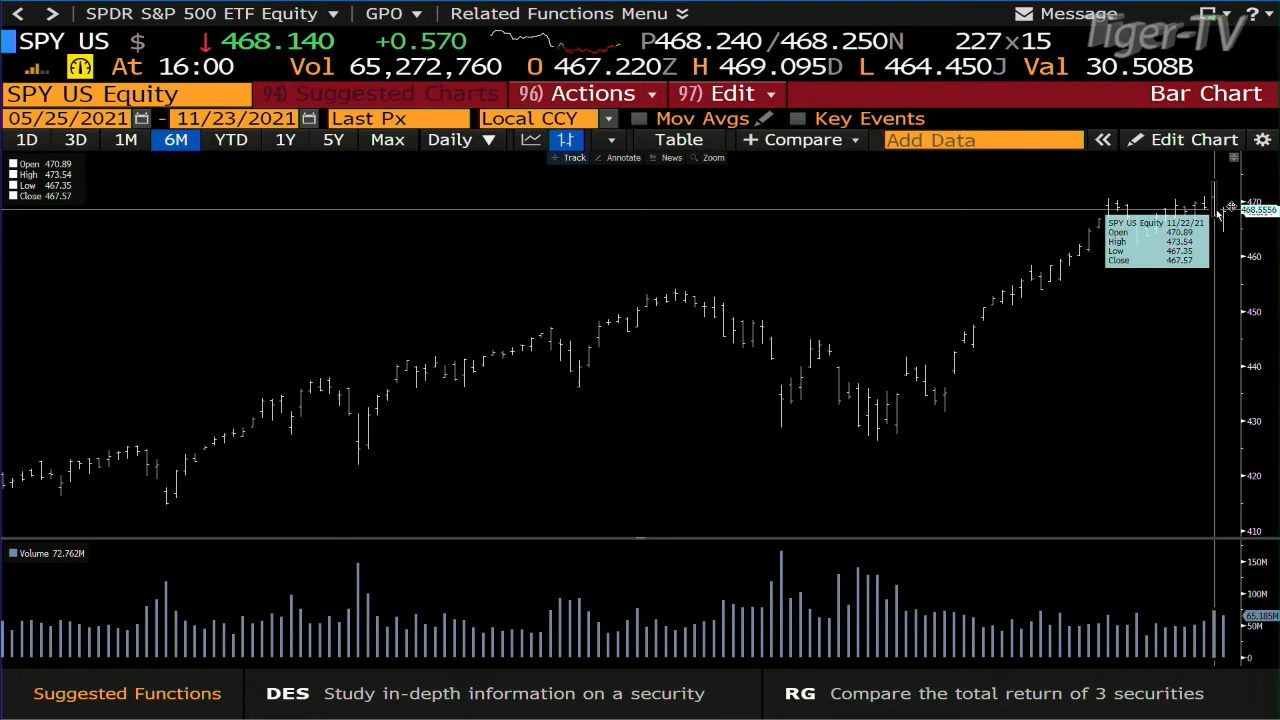 SPDR S&P 500 ETF Equity GPO Related Functions Menu Message ?
Tiger-TV
SPY US $ 468.140 +0.570 P468.240 /468.250N 227x15
At 16:00 Vol 65,272,760 O 467.220Z H 469.095D L 464.450J Val 30.508B
SPY US Equity 94) Suggested Charts 96) Actions 97) Edit Bar Chart
05/25/2021 - 11/23/2021 Last Px Local CCY Mov Avgs Key Events
1D 3D 1M 6M YTD 1Y 5Y Max Daily Table + Compare Add Data Edit Chart
Track Annotate News Zoom
Open 470.89
High 473.54
Low 467.35
Close 467.57
470
468.5556
SPY US Equity 11/22/21
Open 470.89
High 473.54
Low 467.35
Close 467.57
460
450
440
430
420
410
Volume 72.762M
150M
100M
65.185M
50M
0
Suggested Functions DES Study in-depth information on a security RG Compare the total return of 3 securities